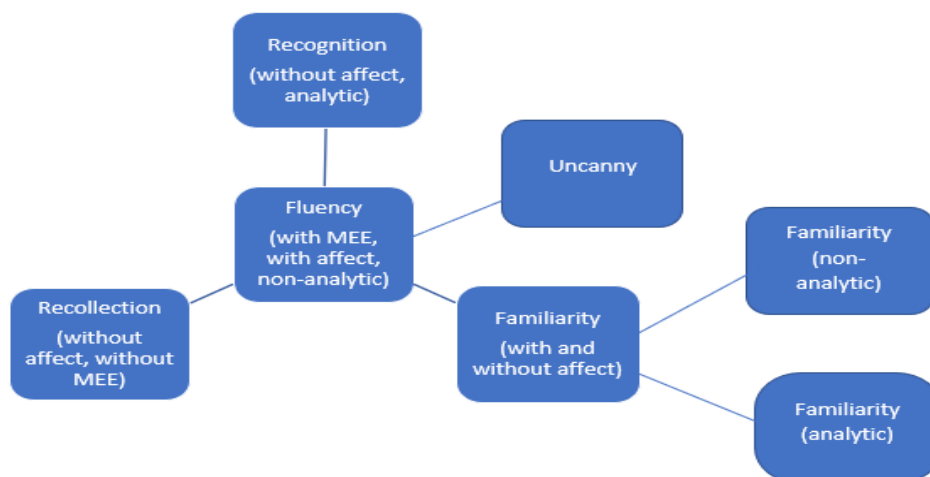 Recognition
(without affect,
analytic)
Uncanny
Fluency
(with MEE,
with affect,
non-analytic)
Familiarity
(non-
analytic)
Recollection
(without
affect, without
MEE)
Familiarity
(with and
without affect)
Familiarity
(analytic)